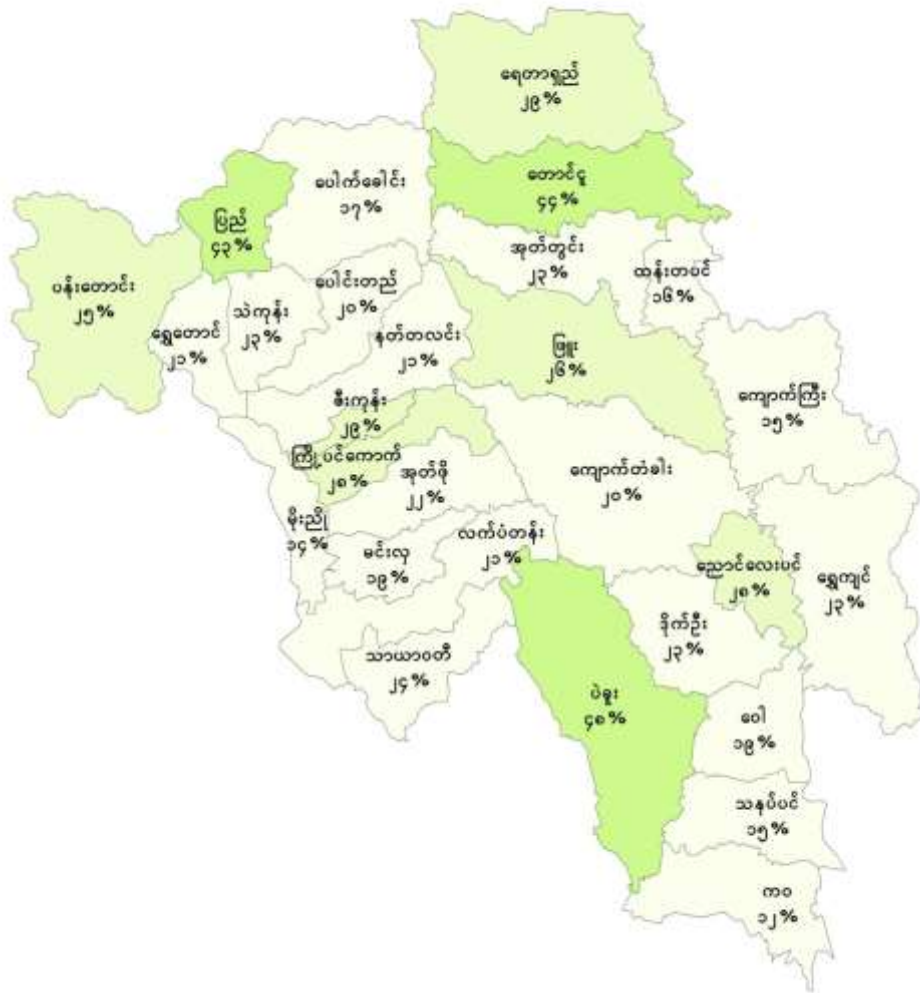 ရေတာရှည်
၂၉%
တောင်ငူ
၄၄%
ပေါက်ခေါင်း
၁၇%
ပြည်
၄၃%
အုတ်တွင်း
၂၃%
ထန်းတပင်
၁၆%
ပန်းတောင်း
၂၅%
ပေါင်းတည်
၂၀%
သဲကုန်း
၂၃%
ရွှေတောင်
၂၁%
နတ်တလင်း
၂၁%
ဖြူး
၂၆%
ကျောက်ကြီး
၁၅%
ဇီးကုန်း
၂၉%
ကြို့ပင်ကောက်
၂၈%
အုတ်ဖို
၂၂%
ကျောက်တံခါး
၂၀%
မိုးညို
၁၄%
မင်းလှ
၁၉%
လက်ပံတန်း
၂၁%
ညောင်လေးပင်
၂၈%
ရွှေကျင်
၂၃%
ဒိုက်ဦး
၂၃%
သာယာဝတီ
၂၄%
ပဲခူး
၄၈%
ဝေါ
၁၉%
သနပ်ပင်
၁၅%
ကဝ
၁၂%